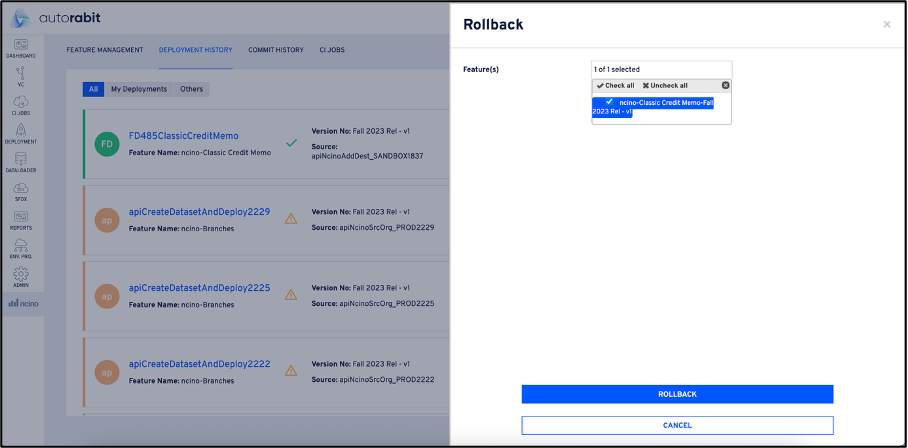 autorabit
Rollback
DASHBOARD
VC
CI JOBS
DEPLOYMENT
DATALOADER
SFDX
REPORTS
ENV. PRO.
ADMIN
ncino
FEATURE MANAGEMENT
DEPLOYMENT HISTORY
COMMIT HISTORY
CI JOBS
All
My Deployments
Others
FD
FD485ClassicCreditMemo
Feature Name: ncino-Classic Credit Memo
Version No: Fall 2023 Rel - v1
Source:
apiNcinoAddDest_SANDBOX1837
ap
apiCreateDatasetAndDeploy2229
Feature Name: ncino-Branches
Version No: Fall 2023 Rel - v1
Source: apiNcinoSrcOrg_PROD2229
ap
apiCreateDatasetAndDeploy2225
Feature Name: ncino-Branches
Version No: Fall 2023 Rel - v1
Source: apiNcinoSrcOrg_PROD2225
ap
apiCreateDatasetAndDeploy2222
Feature Name: ncino-Branches
Version No: Fall 2023 Rel - v1
Source: apiNcinoSrcOrg_PROD2222
Feature(s)
1 of 1 selected
Check all
Uncheck all
ncino-Classic Credit Memo-Fall
2023 Rel - v1
ROLLBACK
CANCEL